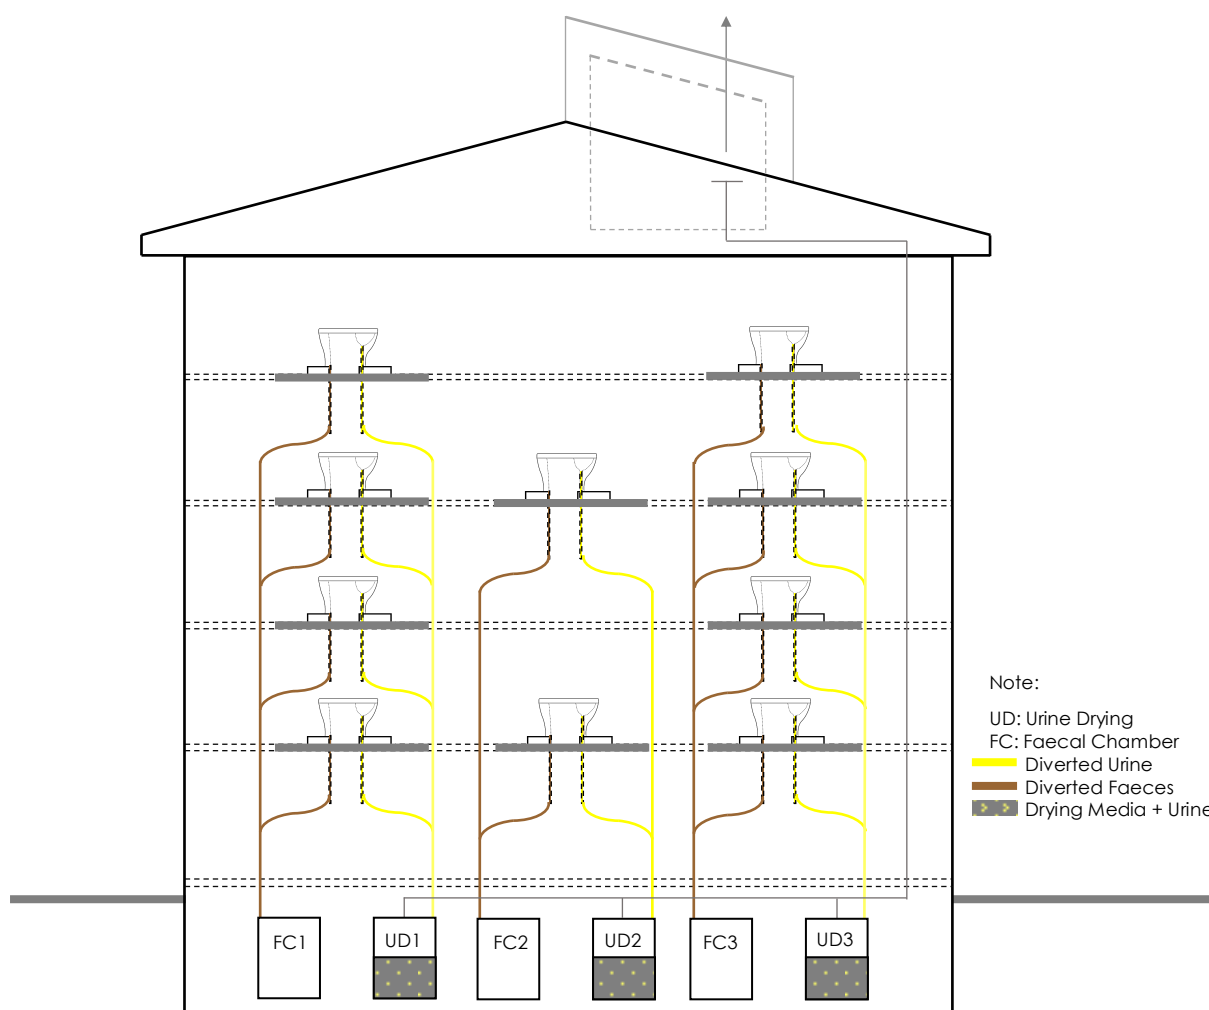 Note:
UD: Urine Drying
FC: Faecal Chamber
Diverted Urine
Diverted Faeces
Drying Media + Urine
FC1
UD1
FC2
UD2
FC3
UD3